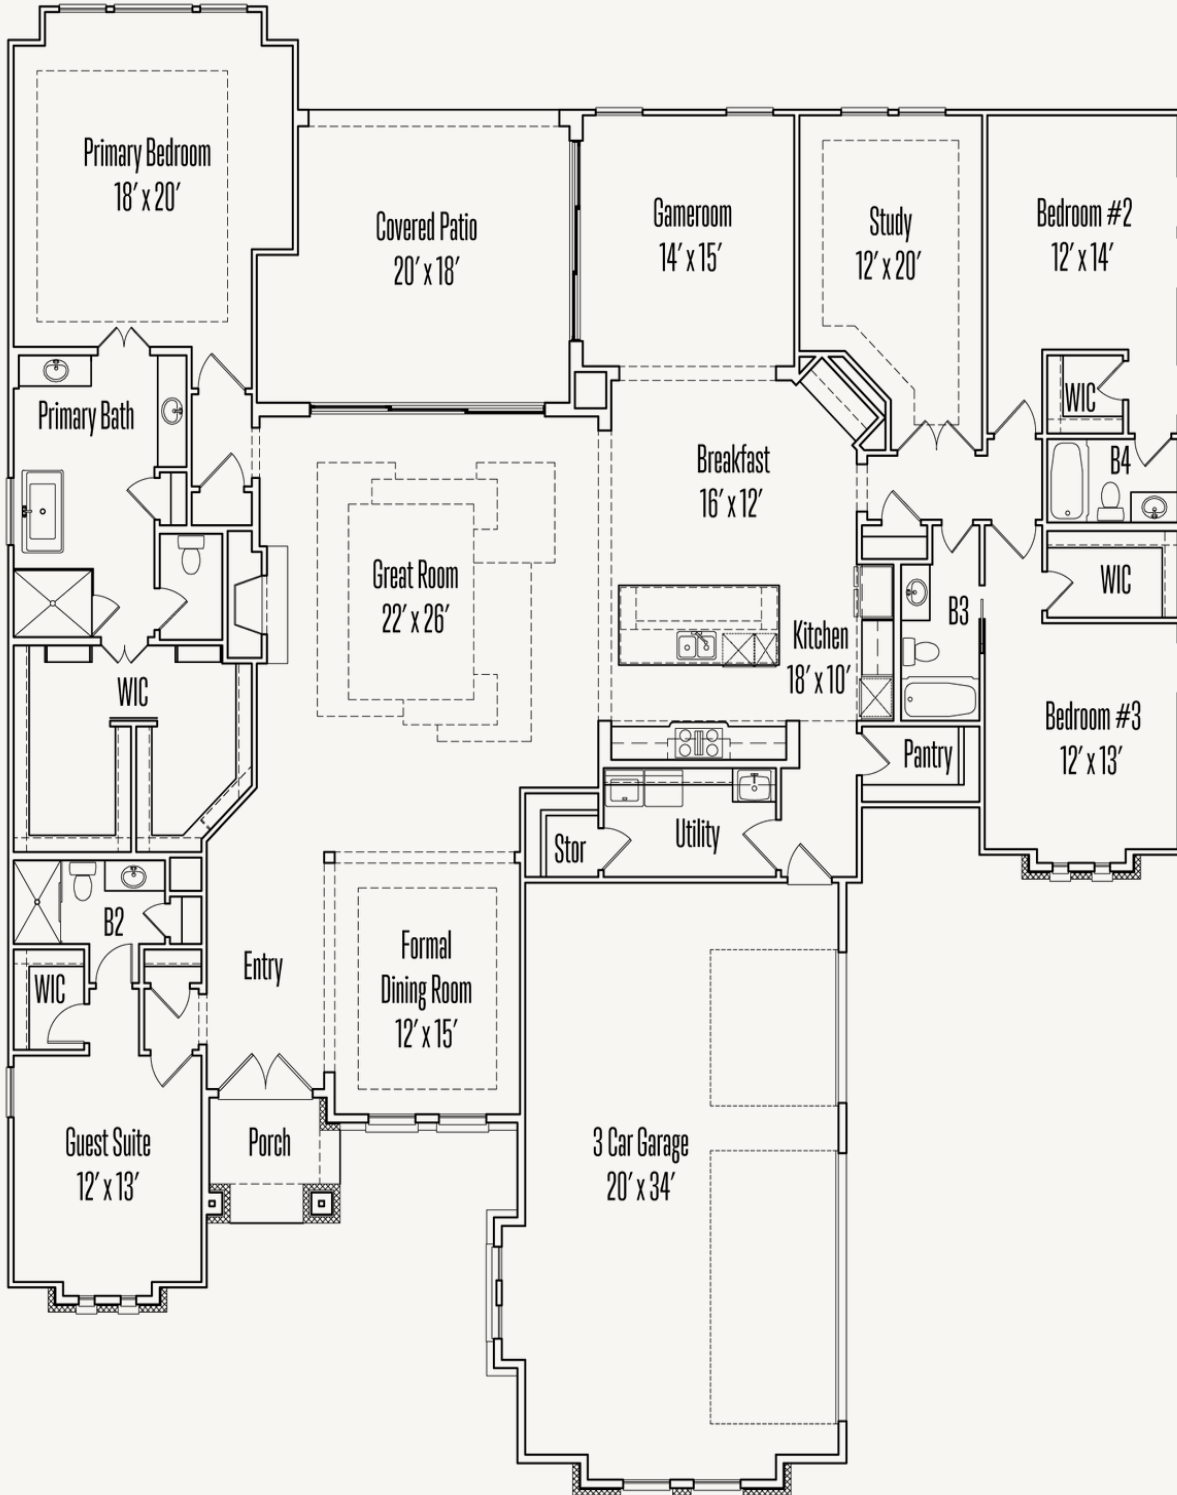 Primary Bedroom
18' x 20'
Covered Patio
20' x 18'
Gameroom
14' x 15'
Study
12' x 20'
Bedroom #2
12' x 14'
WIC
Primary Bath
Breakfast
16' x 12'
B4
Great Room
22' x 26'
WIC
B3
Kitchen
18' x 10'
WIC
Bedroom #3
12' x 13'
Pantry
Utility
Stor
B2
WIC
Entry
Formal
Dining Room
12' x 15'
Guest Suite
12' x 13'
Porch
3 Car Garage
20' x 34'